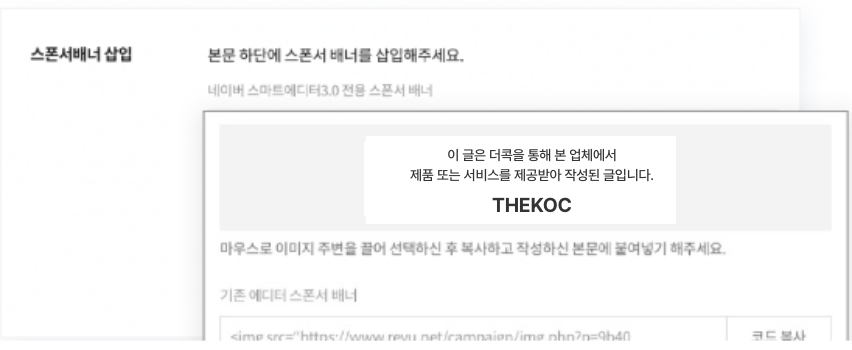 스폰서배너 삽입
본문 하단에 스폰서 배너를 삽입해주세요.
네이버 스마트에디터3.0 전용 스폰서 배너
이 글은 더콕을 통해 본 업체에서
제품 또는 서비스를 제공받아 작성된 글입니다.
THEKOC
마우스로 이미지 주변을 끌어 선택하신 후 복사하고 작성하신 본문에 붙여넣기 해주세요.
기존 에디터 스폰서 배너
<img src="https://www.revu.net/campaign/img.php?p=9b40
코드 복사